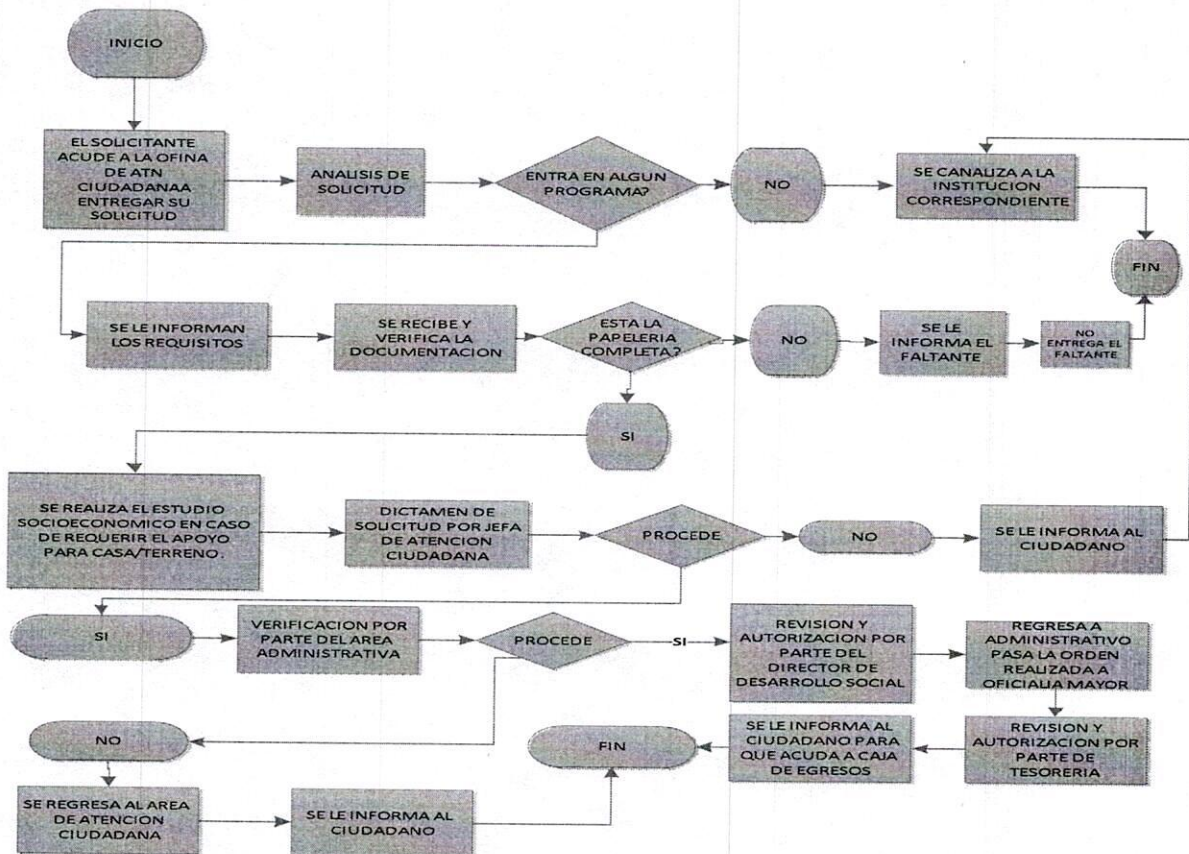 INICIO
EL SOLICITANTE
ACUDE A LA OFINA
DE ATN
CIUDADANAA
ENTREGAR SU
SOLICITUD
ANALISIS DE
SOLICITUD
ENTRA EN ALGUN
PROGRAMA?
NO
SE CANALIZA A LA
INSTITUCION
CORRESPONDIENTE
FIN
SE LE INFORMAN
LOS REQUISITOS
SE RECIBE Y
VERIFICA LA
DOCUMENTACION
ESTA LA
PAPELERIA
COMPLETA?
NO
SE LE
INFORMA EL
FALTANTE
NO
ENTREGA EL
FALTANTE
SI
SE REALIZA EL ESTUDIO
SOCIOECONOMICO EN CASO
DE REQUERIR EL APOYO
PARA CASA/TERRENO.
DICTAMEN DE
SOLICITUD POR JEFA
DE ATENCION
CIUDADANA
PROCEDE
NO
SE LE INFORMA AL
CIUDADANO
SI
VERIFICACION POR
PARTE DEL AREA
ADMINISTRATIVA
PROCEDE
SI
REVISION Y
AUTORIZACION POR
PARTE DEL
DIRECTOR DE
DESARROLLO SOCIAL
REGRESA A
ADMINISTRATIVO
PASA LA ORDEN
REALIZADA A
OFICIALIA MAYOR
NO
FIN
SE LE INFORMA AL
CIUDADANO PARA
QUE ACUDA A CAJA
DE EGRESOS
REVISION Y
AUTORIZACION POR
PARTE DE
TESORERIA
SE REGRESA AL AREA
DE ATENCION
CIUDADANA
SE LE INFORMA AL
CIUDADANO